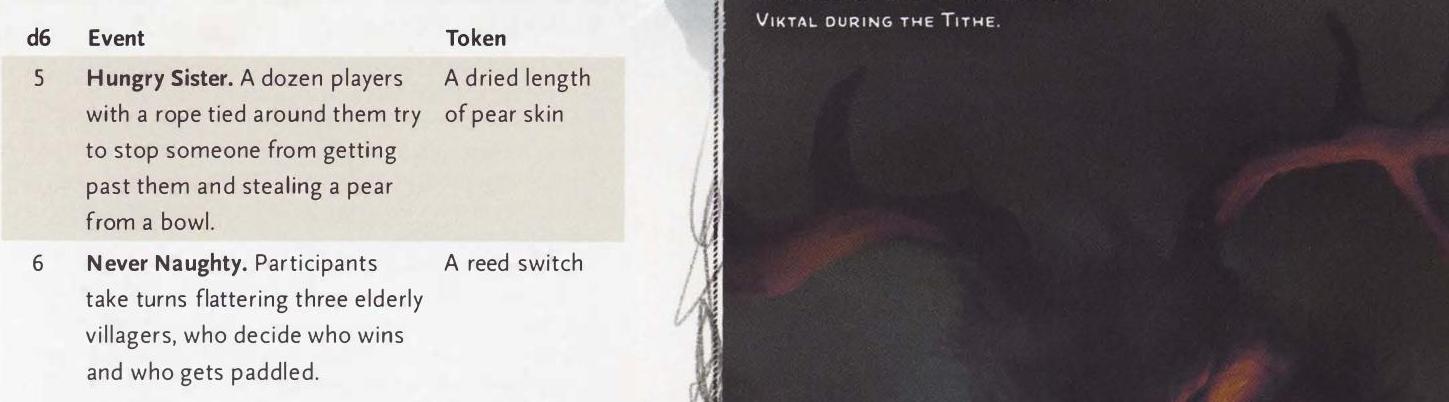 d6 Event Token
5 Hungry Sister. A dozen players A dried length
with a rope tied around them try of pear skin
to stop someone from getting
past them and stealing a pear
from a bowl.
6 Never Naughty. Participants A reed switch
take turns flattering three elderly
villagers, who decide who wins
and who gets paddled.
VIKTAL DURING THE TITHE.